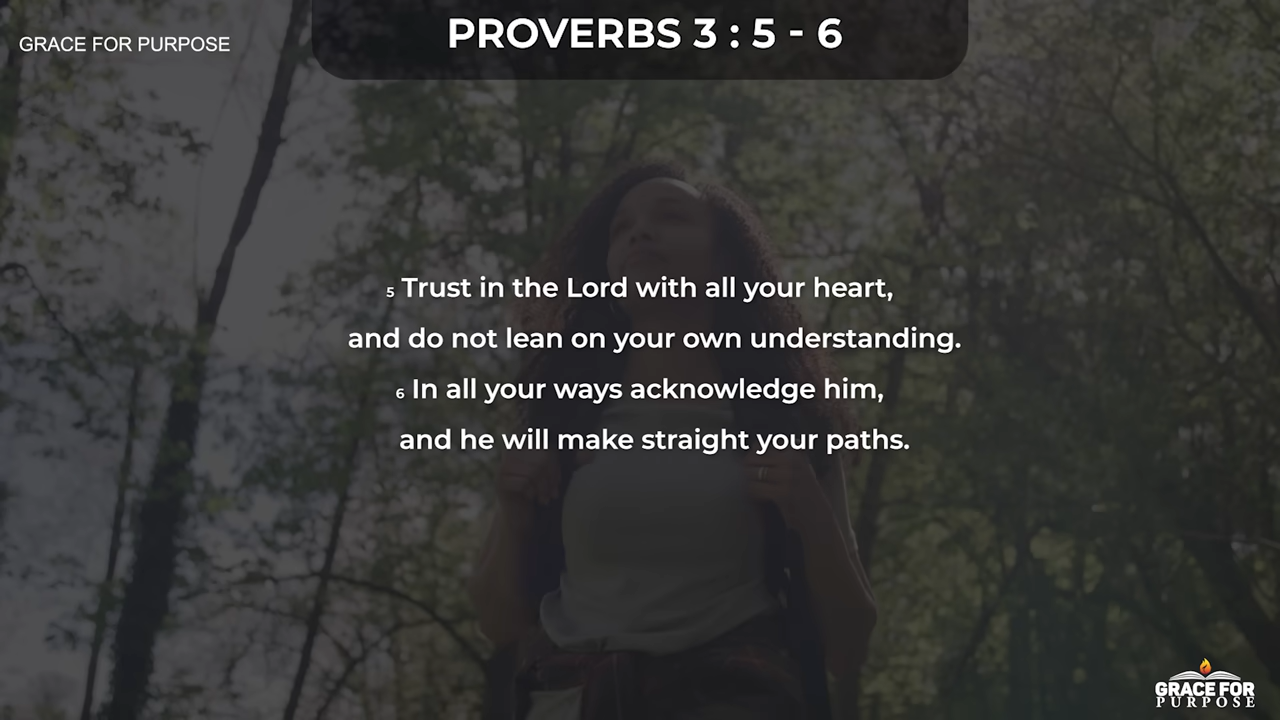 GRACE FOR PURPOSE
PROVERBS 3 : 5 - 6
5 Trust in the Lord with all your heart,
and do not lean on your own understanding.
6 In all your ways acknowledge him,
and he will make straight your paths.
GRACE FOR
PURPOSE